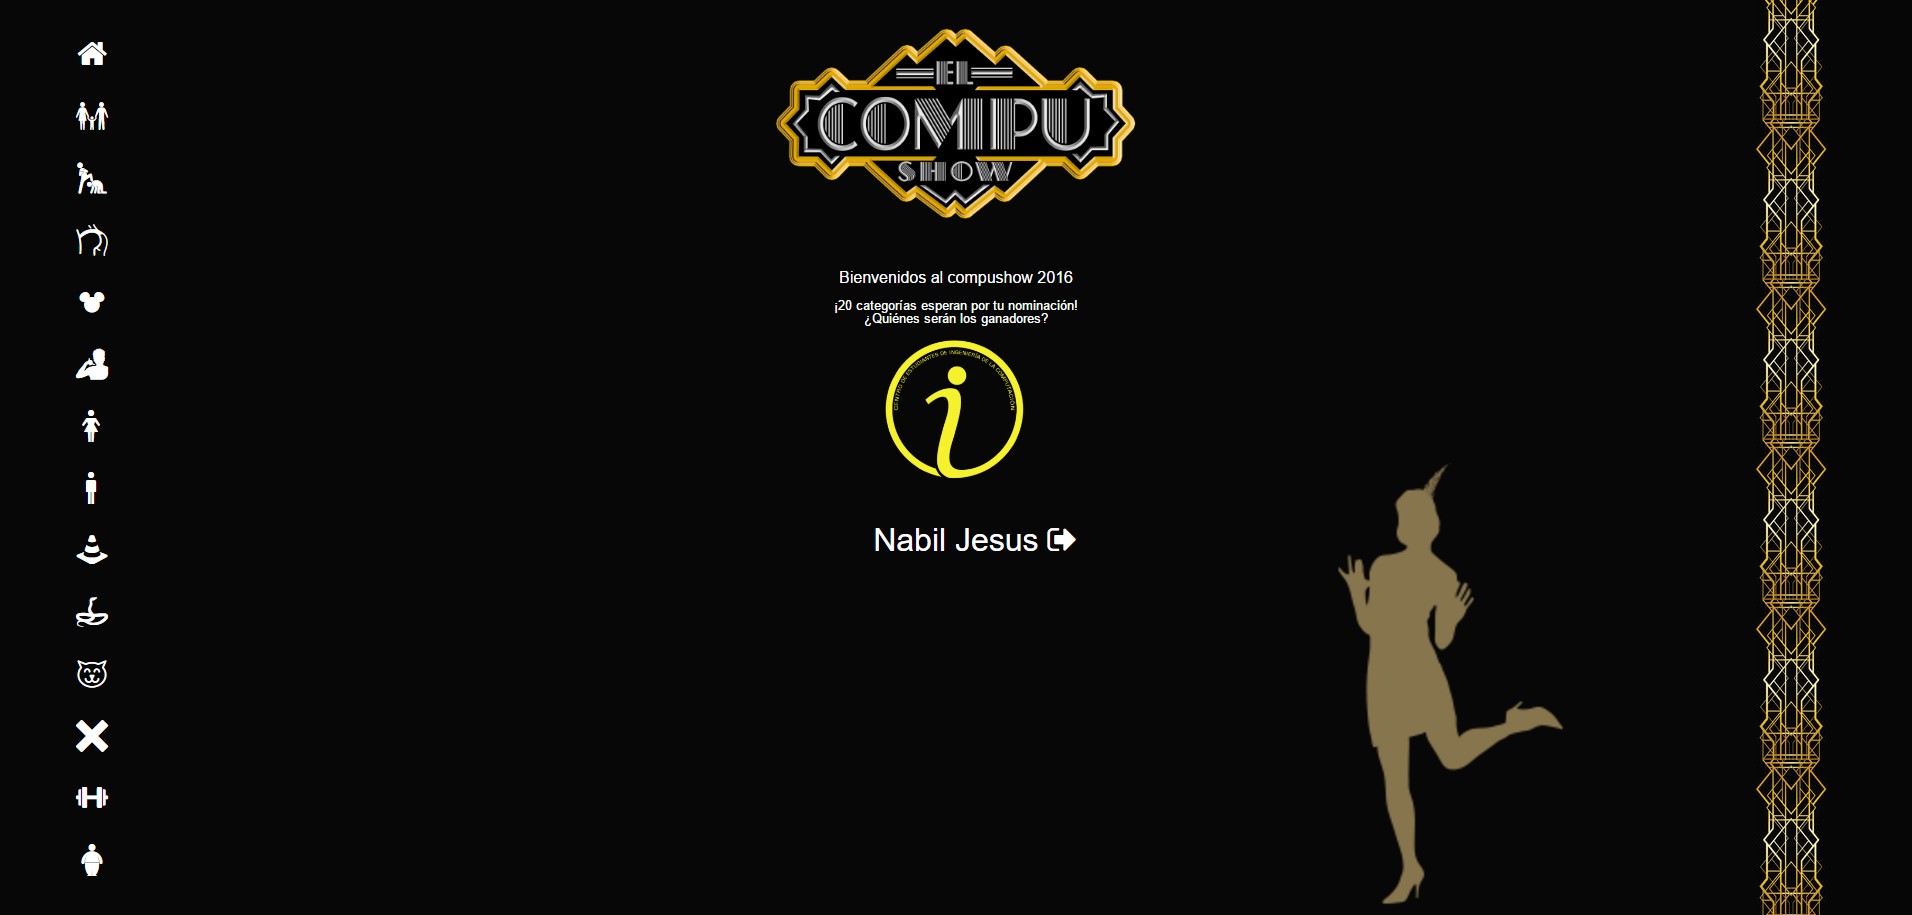 EL
COMPU
SHOW
Bienvenidos al compushow 2016
¡20 categorías esperan por tu nominación!
¿Quiénes serán los ganadores?
CENTRO DE ESTUDIANTES DE INGENIERÍA DE LA COMPUTACIÓN
i
Nabil Jesus